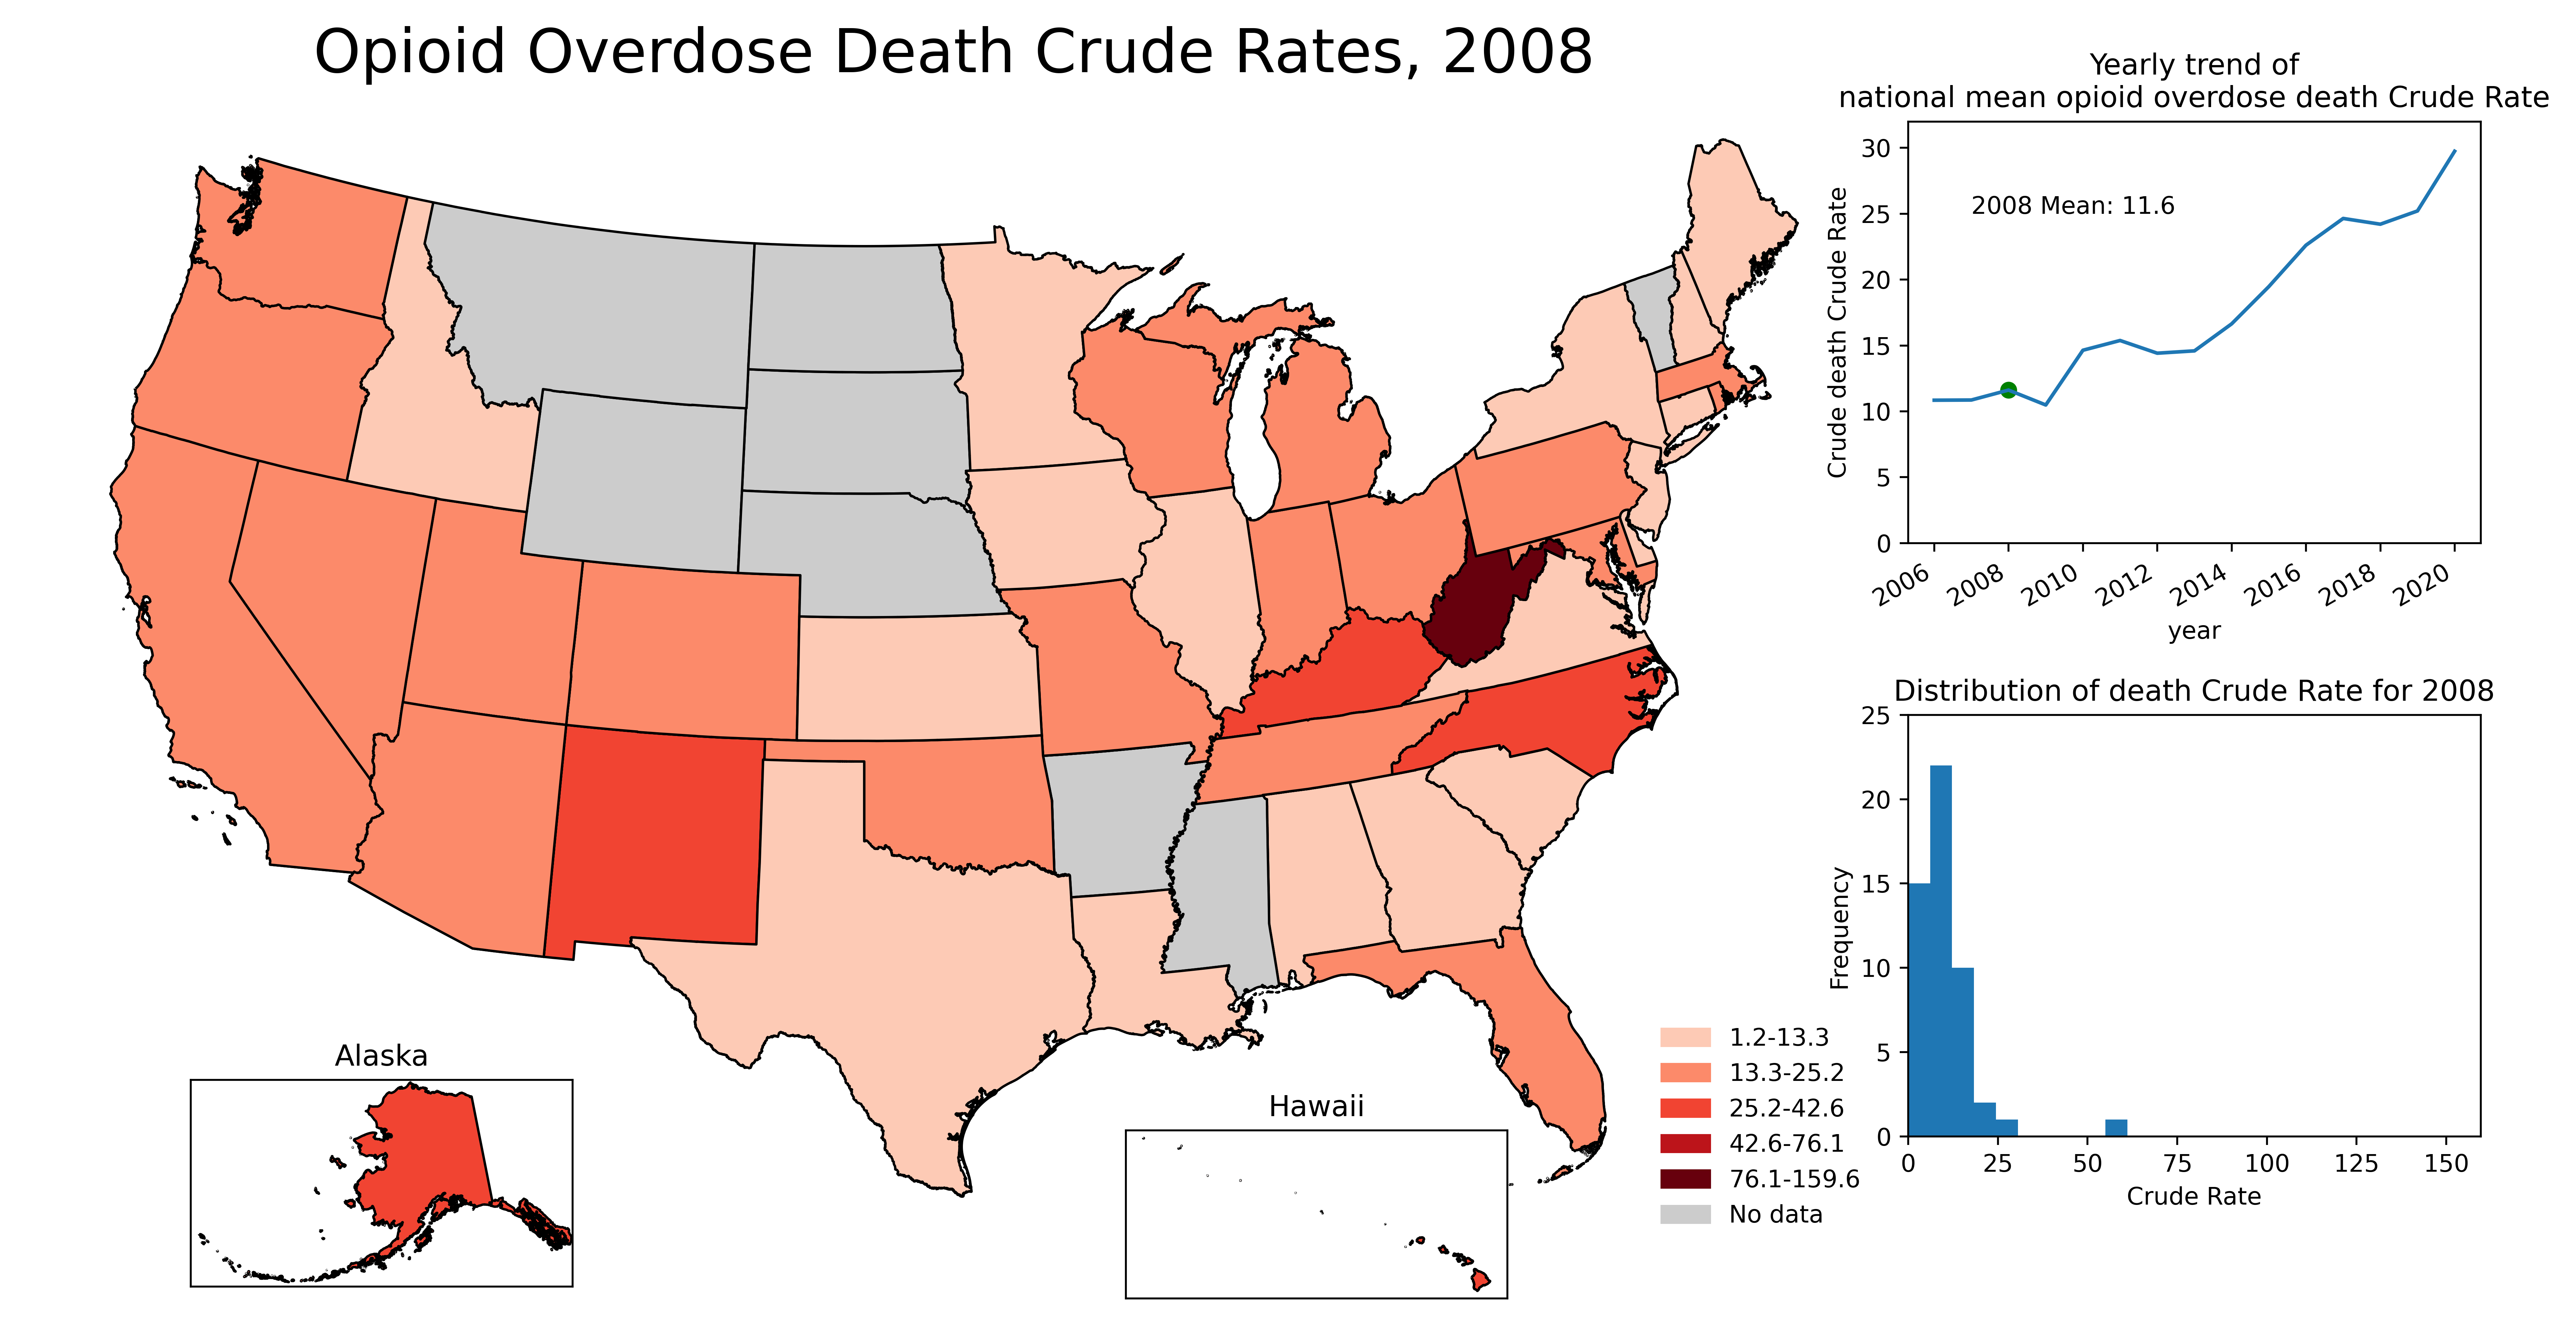 Opioid Overdose Death Crude Rates, 2008
Yearly trend of
national mean opioid overdose death Crude Rate
30
25
20
15
10
5
0
Crude death Crude Rate
2008 Mean: 11.6
2006
2008
2010
2012
2014
2016
2018
2020
year
Distribution of death Crude Rate for 2008
25
20
15
10
5
0
Frequency
0
25
50
75
100
125
150
Crude Rate
Alaska
Hawaii
1.2-13.3
13.3-25.2
25.2-42.6
42.6-76.1
76.1-159.6
No data